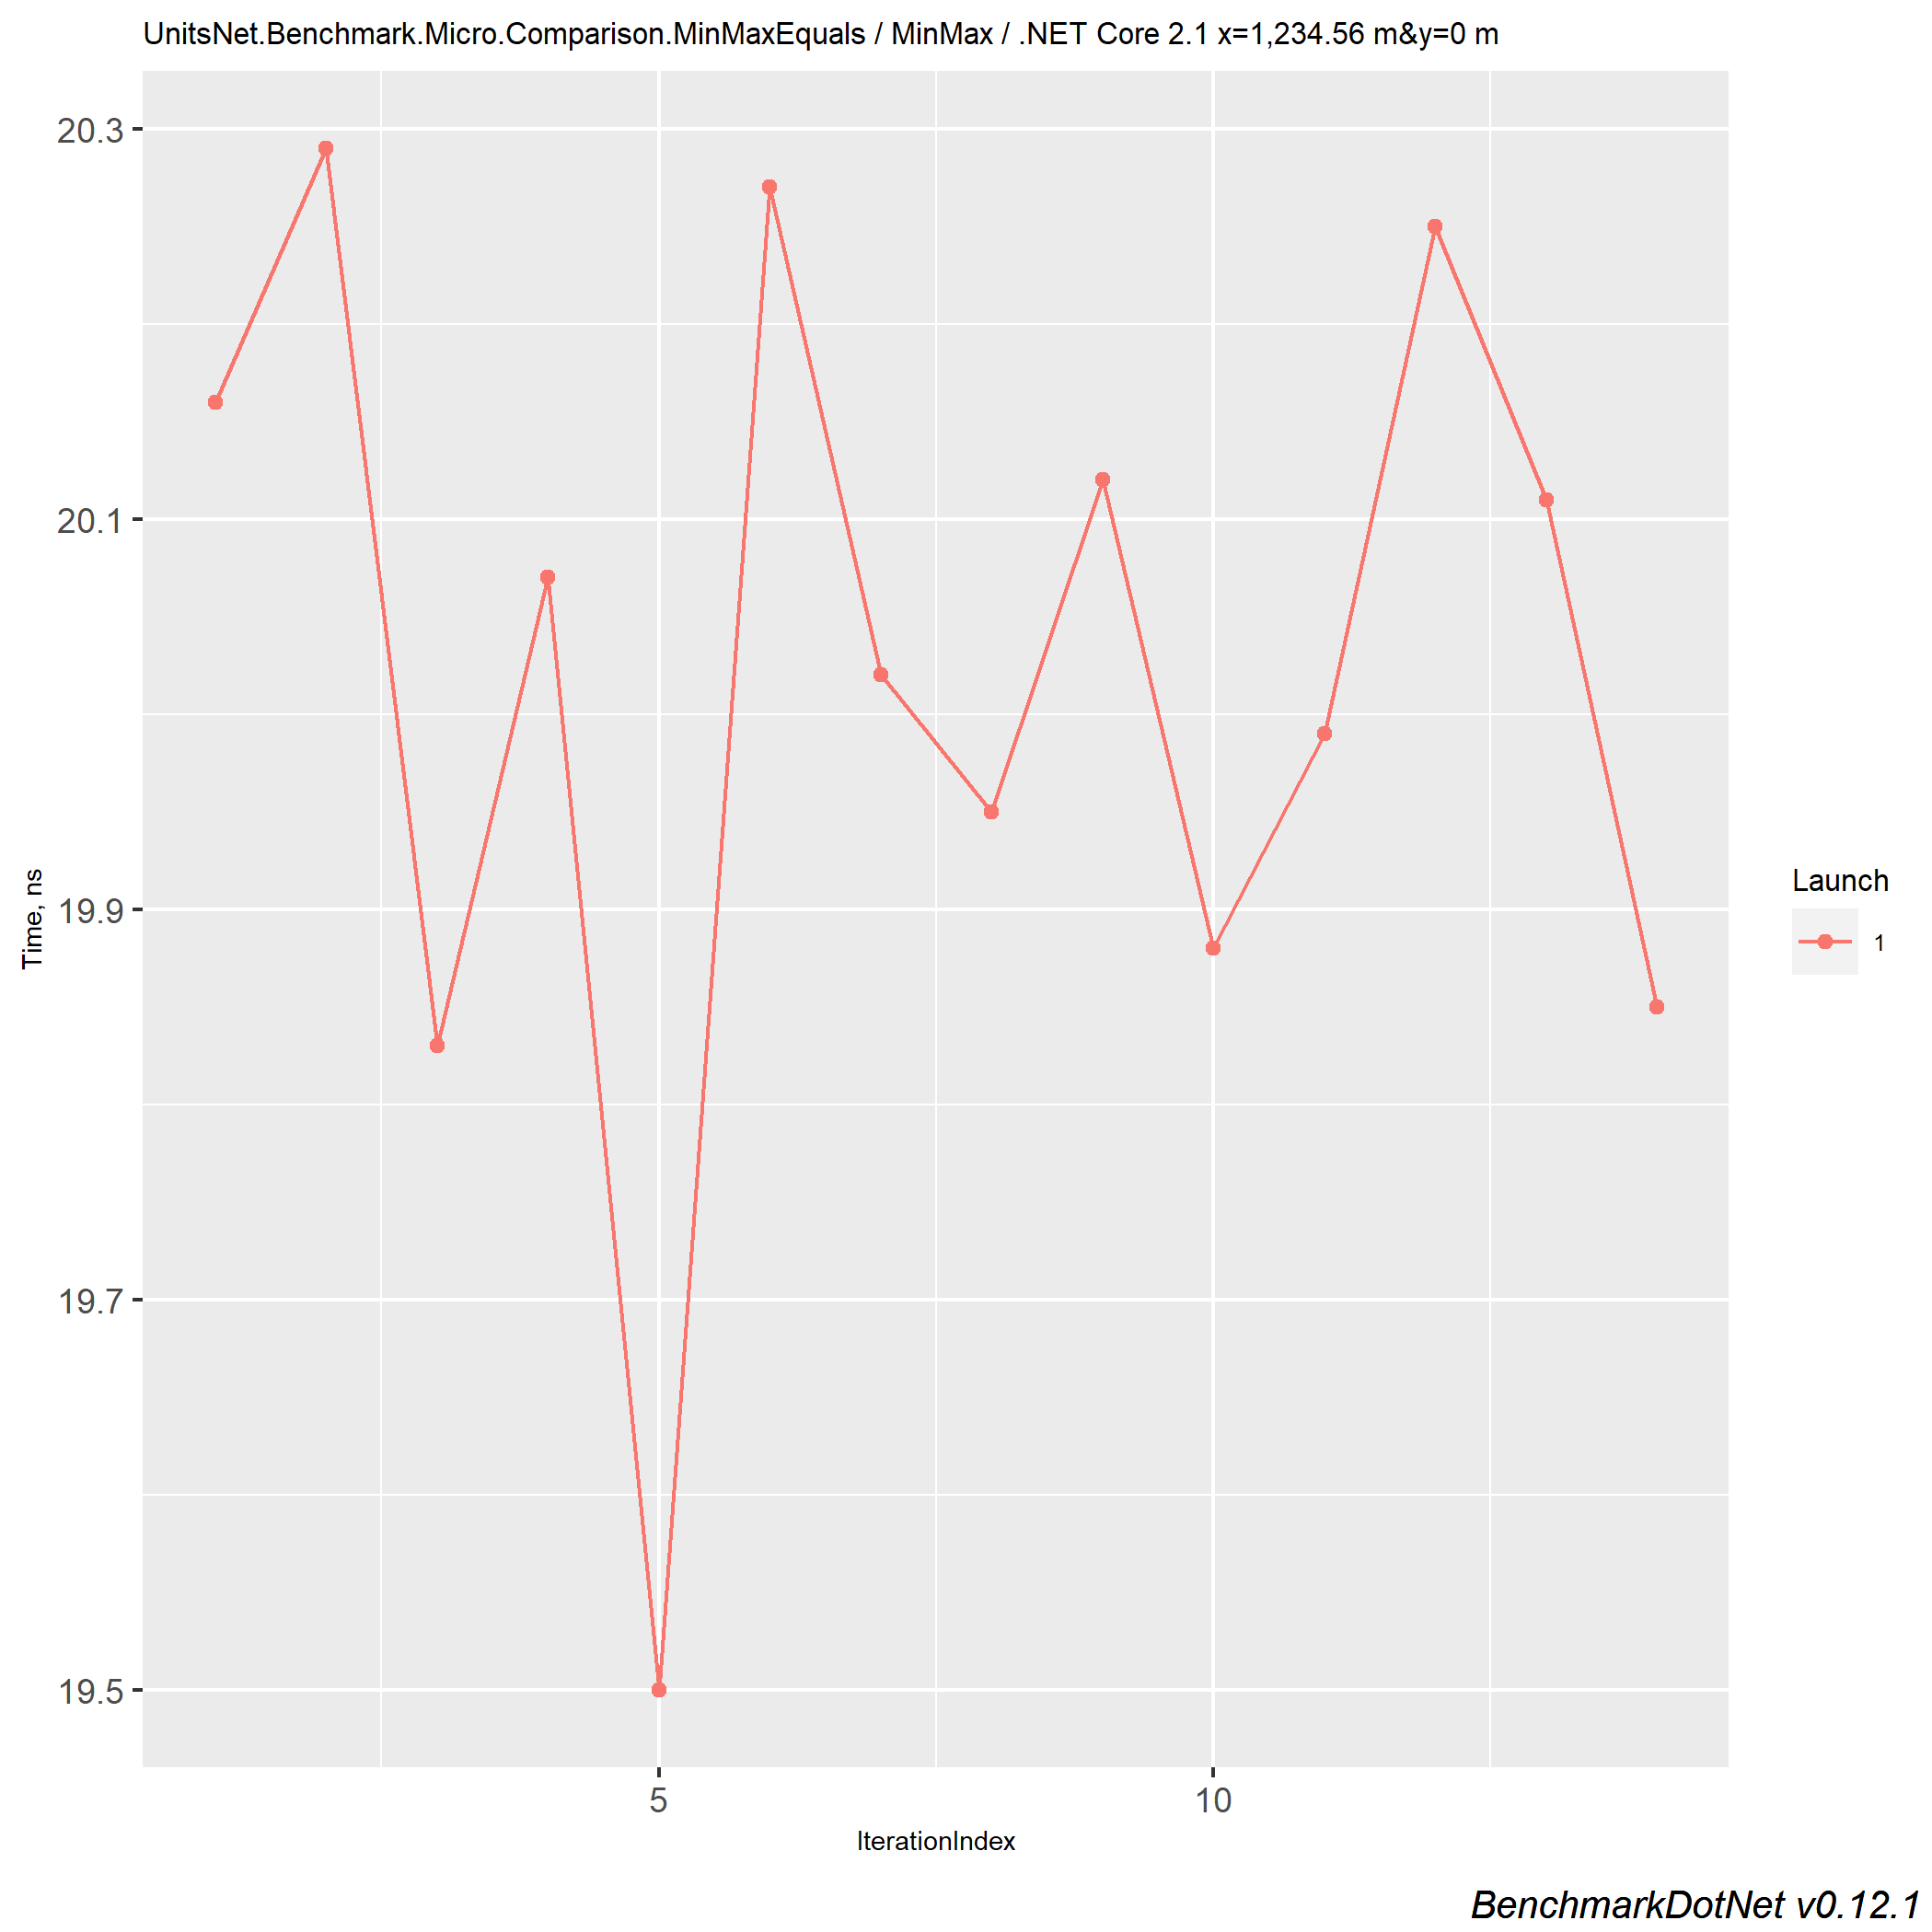 UnitsNet.Benchmark.Micro.Comparison.MinMaxEquals / MinMax / .NET Core 2.1 x=1,234.56 m&y=0 m
20.3
20.1
19.9
19.7
19.5
Time, ns
5
10
IterationIndex
Launch
1
BenchmarkDotNet v0.12.1